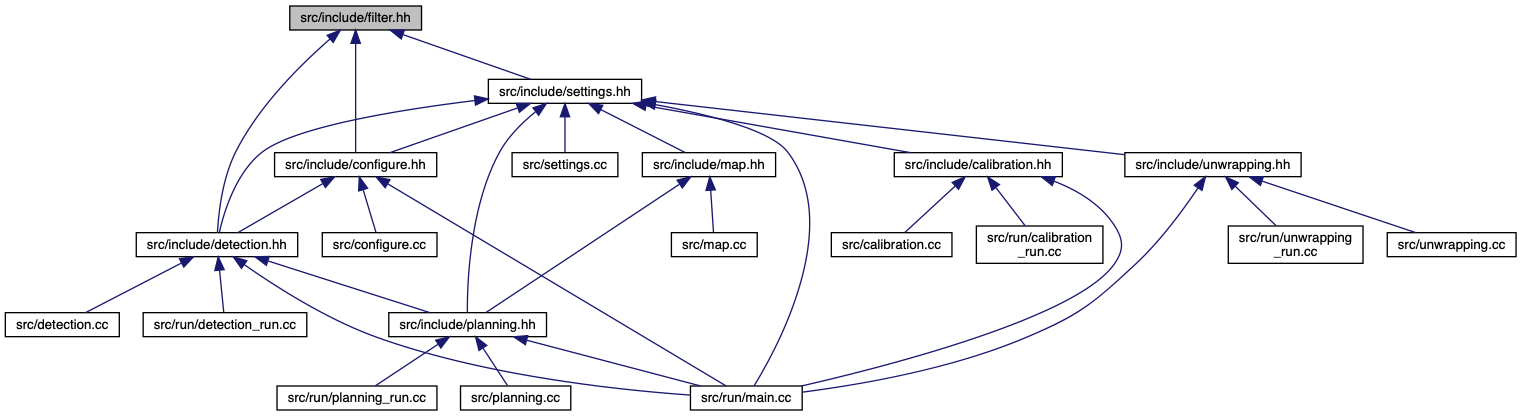 src/include/filter.hh
src/include/settings.hh
src/include/configure.hh
src/settings.cc
src/include/map.hh
src/include/calibration.hh
src/include/unwrapping.hh
src/include/detection.hh
src/configure.cc
src/map.cc
src/calibration.cc
src/run/calibration
_run.cc
src/run/unwrapping
_run.cc
src/unwrapping.cc
src/detection.cc
src/run/detection_run.cc
src/include/planning.hh
src/run/planning_run.cc
src/planning.cc
src/run/main.cc